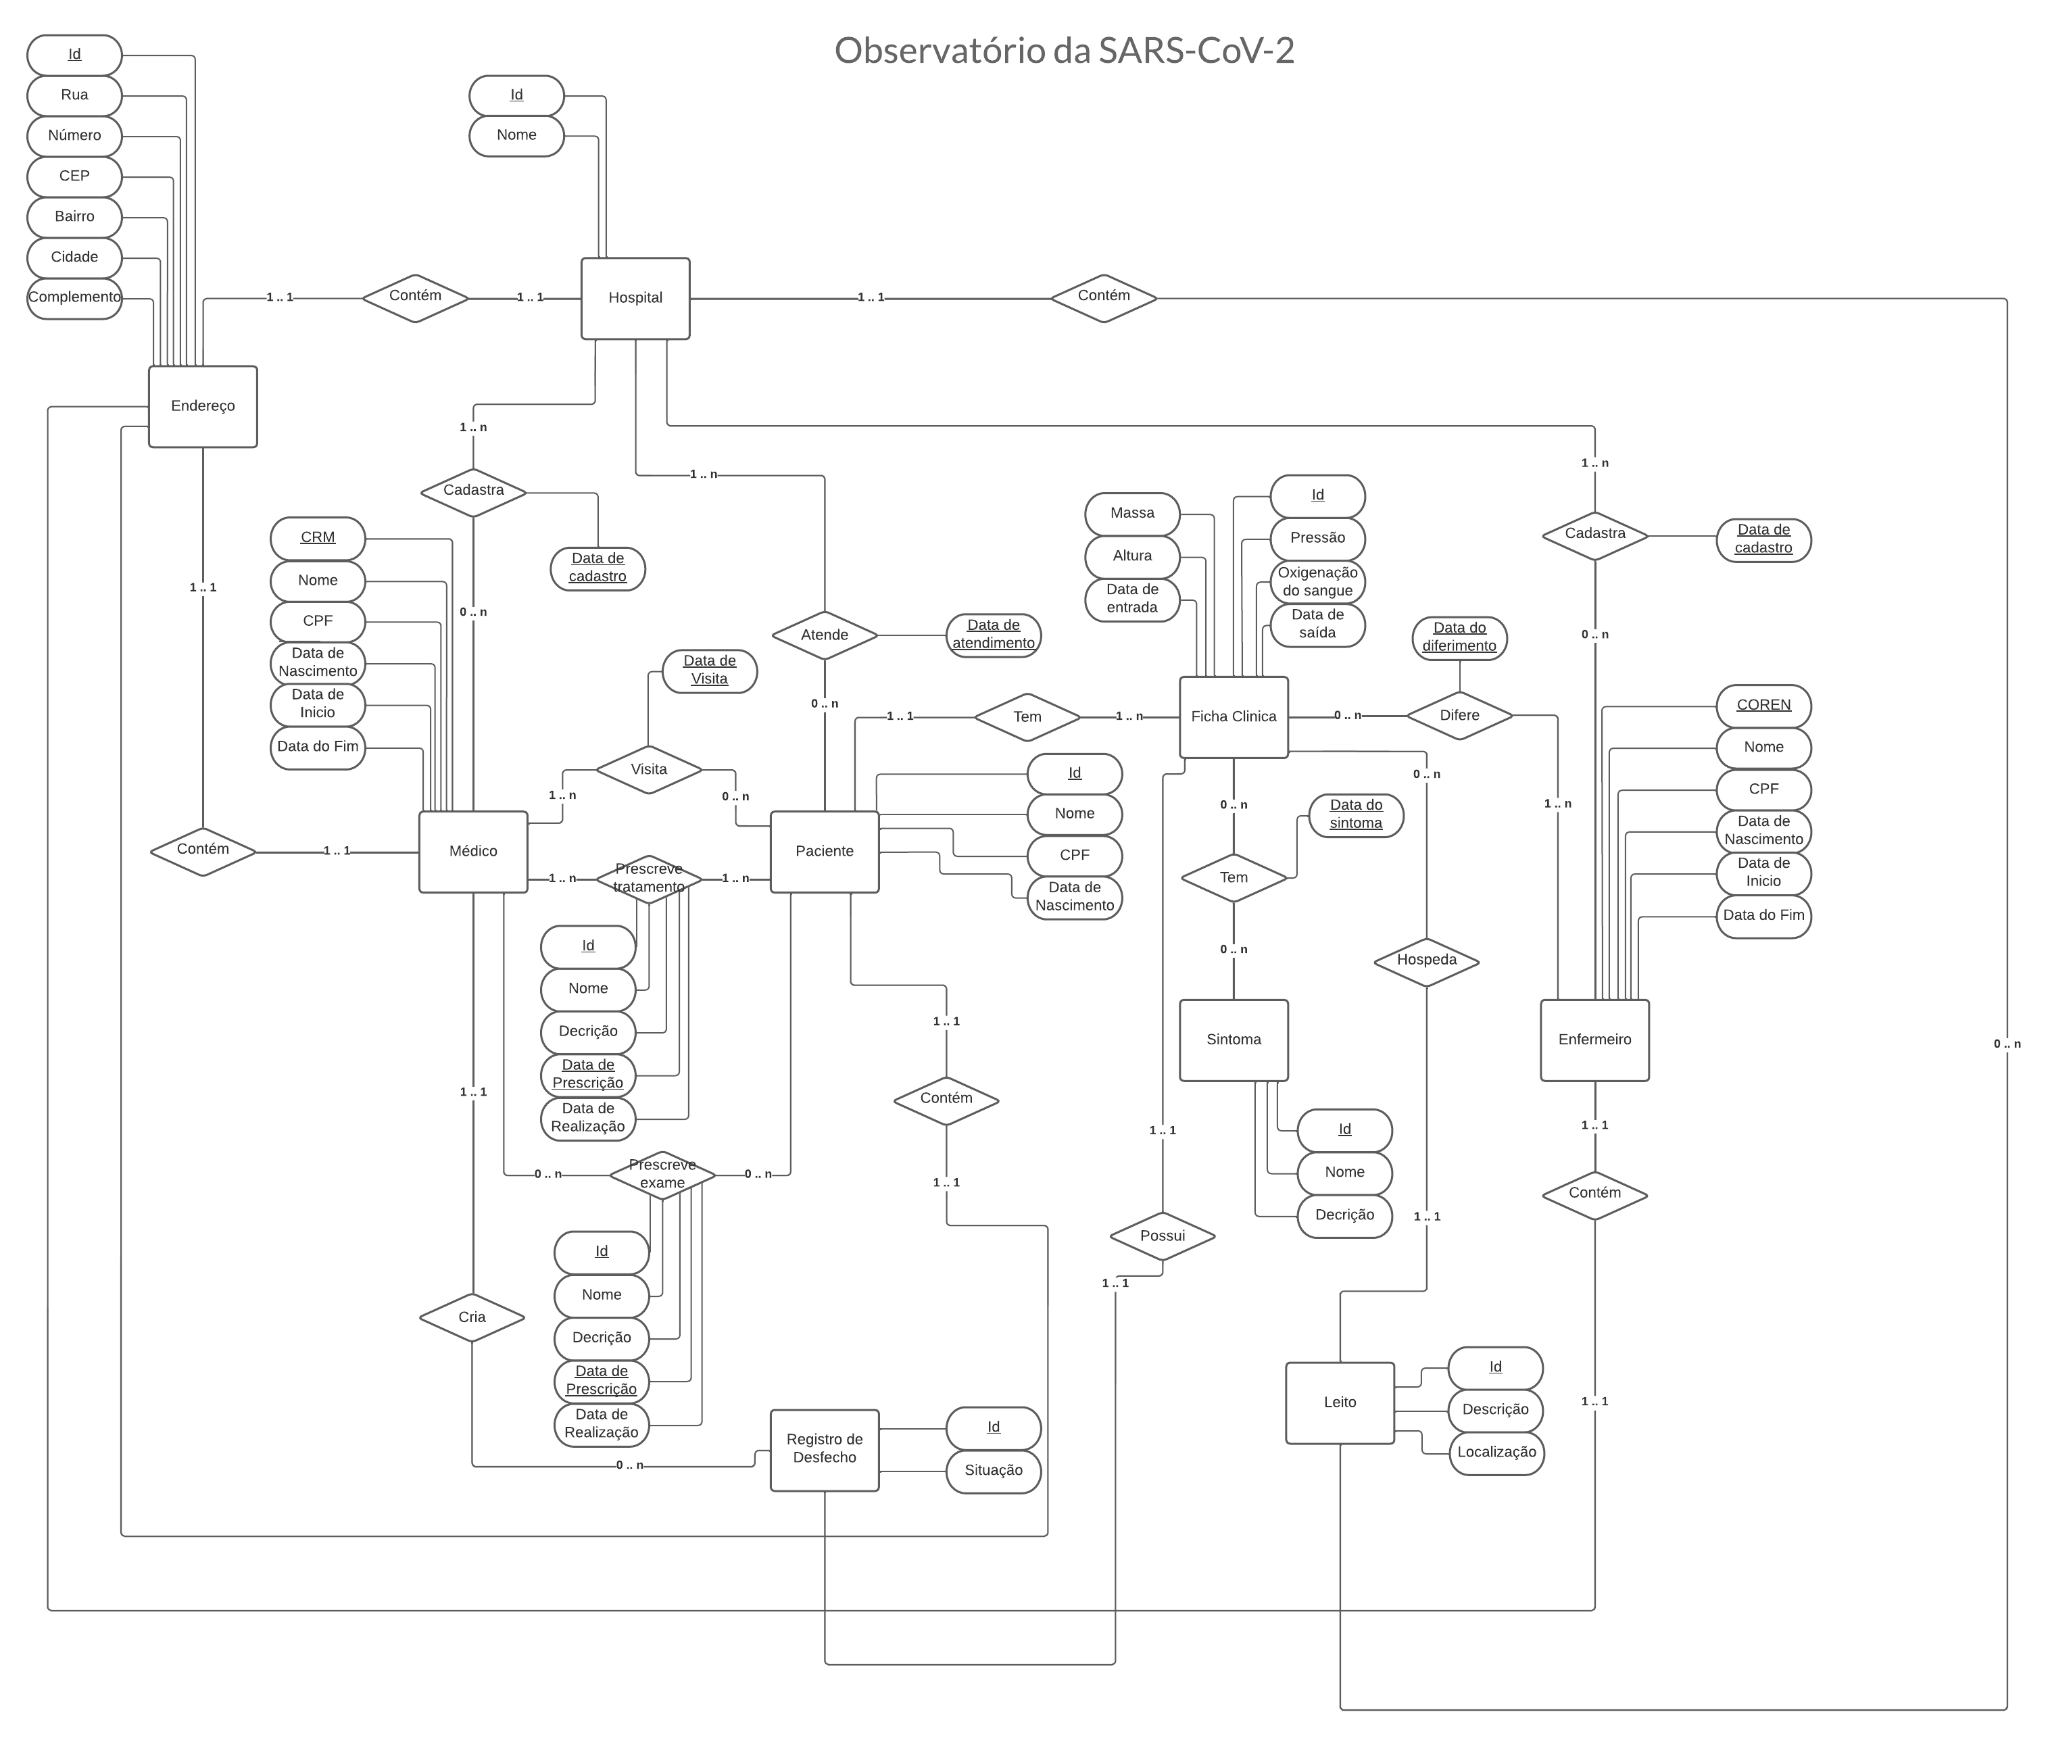 Observatório da SARS-CoV-2
Id
Rua
Número
CEP
Bairro
Cidade
Complemento
Id
Nome
1 .. 1
Contém
1 .. 1
Hospital
1 .. 1
Contém
Endereço
1 .. n
Cadastra
Data de
cadastro
1 .. n
1 .. n
Cadastra
Data de
cadastro
CRM
Nome
CPF
Data de
Nascimento
Data de
Inicio
Data do Fim
1 .. 1
0 .. n
Massa
Altura
Data de
entrada
Id
Pressão
Oxigenação
do sangue
Data de
saída
Atende
Data de
atendimento
0 .. n
Data do
diferimento
0 .. n
Data de
Visita
Visita
1 .. n
0 .. n
1 .. 1
Tem
1 .. n
Ficha Clinica
0 .. n
Difere
1 .. n
COREN
Nome
CPF
Data de
Nascimento
Data de
Inicio
Data do Fim
Contém
1 .. 1
Médico
1 .. n
Prescreve
tratamento
1 .. n
Paciente
Id
Nome
CPF
Data de
Nascimento
0 .. n
Data do
sintoma
Tem
0 .. n
0 .. n
Hospeda
Id
Nome
Decrição
Data de
Prescrição
Data de
Realização
1 .. 1
Contém
1 .. 1
Sintoma
Enfermeiro
0 .. n
1 .. 1
1 .. 1
Id
Nome
Decrição
1 .. 1
Contém
0 .. n
Prescreve
exame
0 .. n
Possui
1 .. 1
1 .. 1
Id
Nome
Decrição
Data de
Prescrição
Data de
Realização
Cria
0 .. n
Registro de
Desfecho
Id
Situação
Leito
Id
Descrição
Localização
1 .. 1